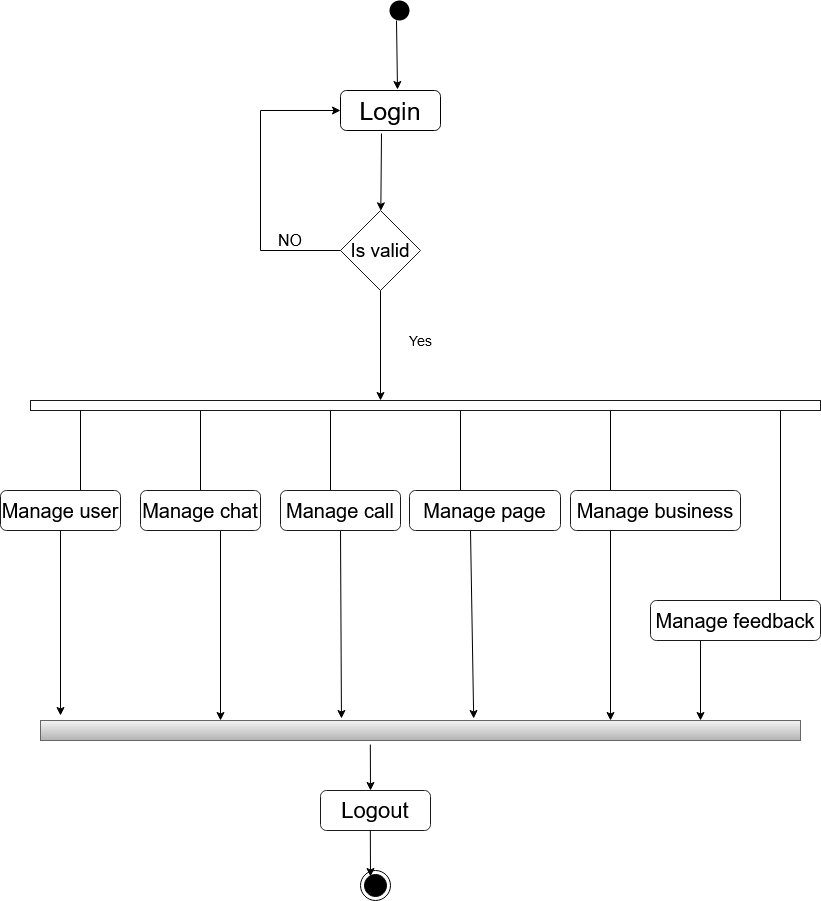 Login
NO
Is valid
Yes
Manage user
Manage chat
Manage call
Manage page
Manage business
Manage feedback
Logout